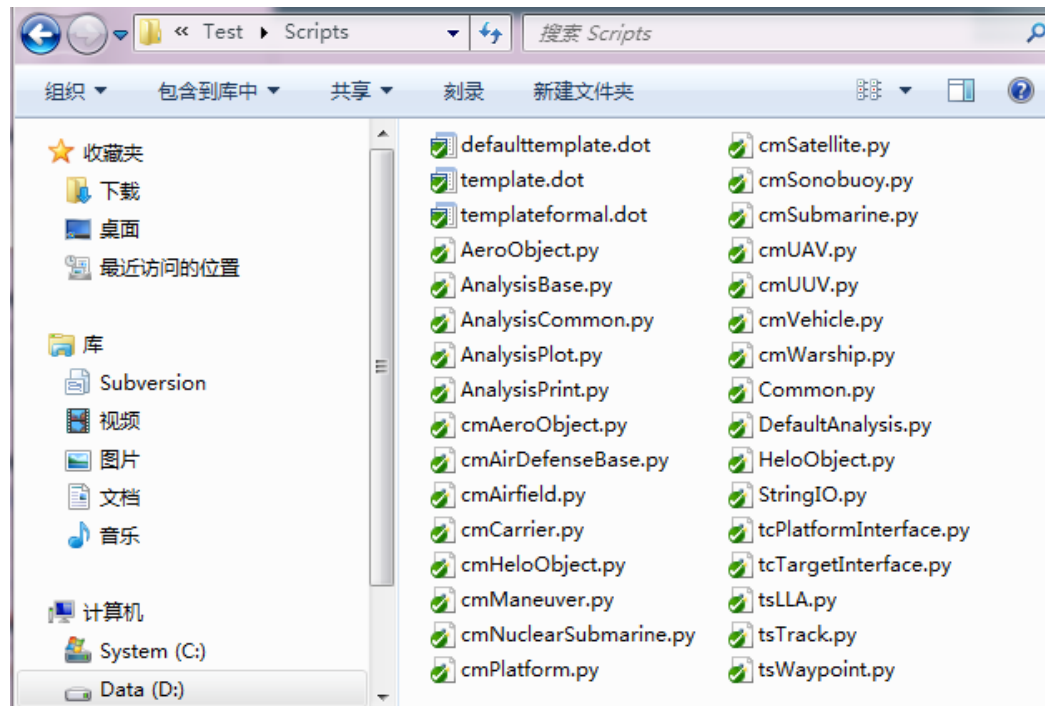 « Test ▸ Scripts
搜索 Scripts
组织 包含到库中 共享 刻录 新建文件夹
收藏夹
下载
桌面
最近访问的位置
库
Subversion
视频
图片
文档
音乐
计算机
System (C:)
Data (D:)
defaulttemplate.dot
template.dot
templateformal.dot
AeroObject.py
AnalysisBase.py
AnalysisCommon.py
AnalysisPlot.py
AnalysisPrint.py
cmAeroObject.py
cmAirDefenseBase.py
cmAirfield.py
cmCarrier.py
cmHeloObject.py
cmManeuver.py
cmNuclearSubmarine.py
cmPlatform.py
cmSatellite.py
cmSonobuoy.py
cmSubmarine.py
cmUAV.py
cmUUV.py
cmVehicle.py
cmWarship.py
Common.py
DefaultAnalysis.py
HeloObject.py
StringIO.py
tcPlatformInterface.py
tcTargetInterface.py
tsLLA.py
tsTrack.py
tsWaypoint.py